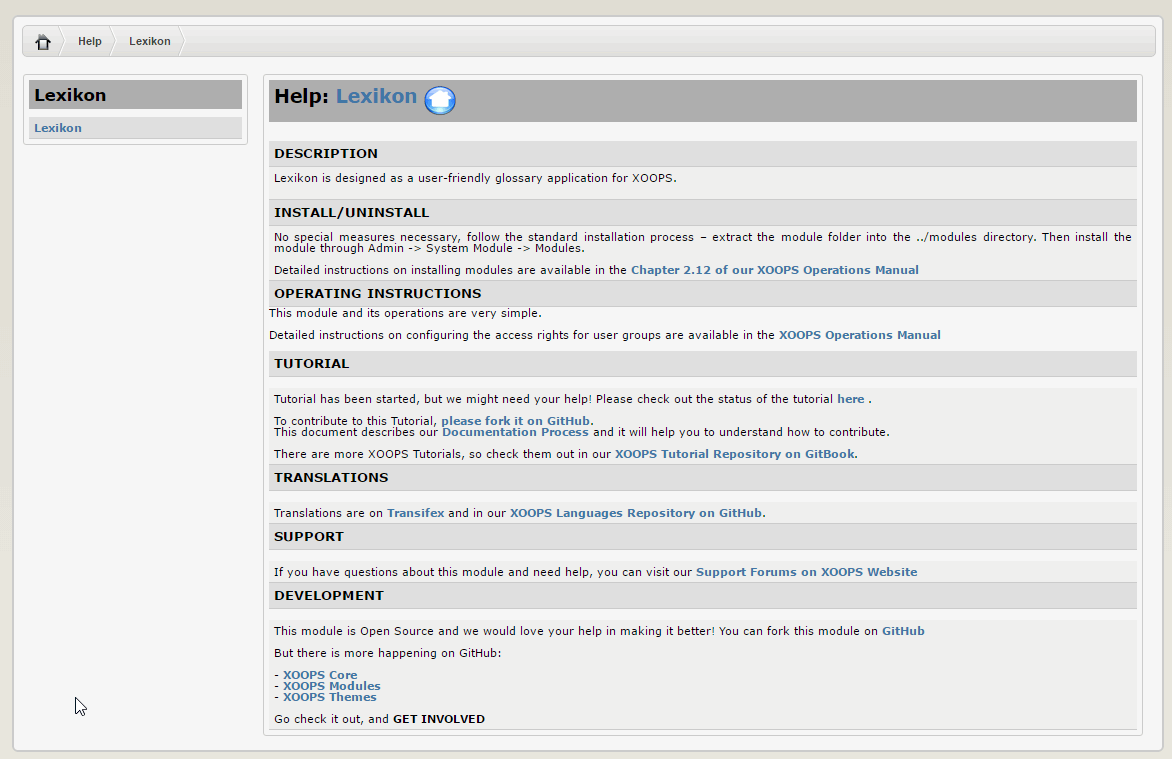 Help
Lexikon
Lexikon
Lexikon
Help: Lexikon
DESCRIPTION
Lexikon is designed as a user-friendly glossary application for XOOPS.
INSTALL/UNINSTALL
No special measures necessary, follow the standard installation process – extract the module folder into the ../modules directory. Then install the
module through Admin -> System Module -> Modules.
Detailed instructions on installing modules are available in the Chapter 2.12 of our XOOPS Operations Manual
OPERATING INSTRUCTIONS
This module and its operations are very simple.
Detailed instructions on configuring the access rights for user groups are available in the XOOPS Operations Manual
TUTORIAL
Tutorial has been started, but we might need your help! Please check out the status of the tutorial here .
To contribute to this Tutorial, please fork it on GitHub.
This document describes our Documentation Process and it will help you to understand how to contribute.
There are more XOOPS Tutorials, so check them out in our XOOPS Tutorial Repository on GitBook.
TRANSLATIONS
Translations are on Transifex and in our XOOPS Languages Repository on GitHub.
SUPPORT
If you have questions about this module and need help, you can visit our Support Forums on XOOPS Website
DEVELOPMENT
This module is Open Source and we would love your help in making it better! You can fork this module on GitHub
But there is more happening on GitHub:
- XOOPS Core
- XOOPS Modules
- XOOPS Themes
Go check it out, and GET INVOLVED